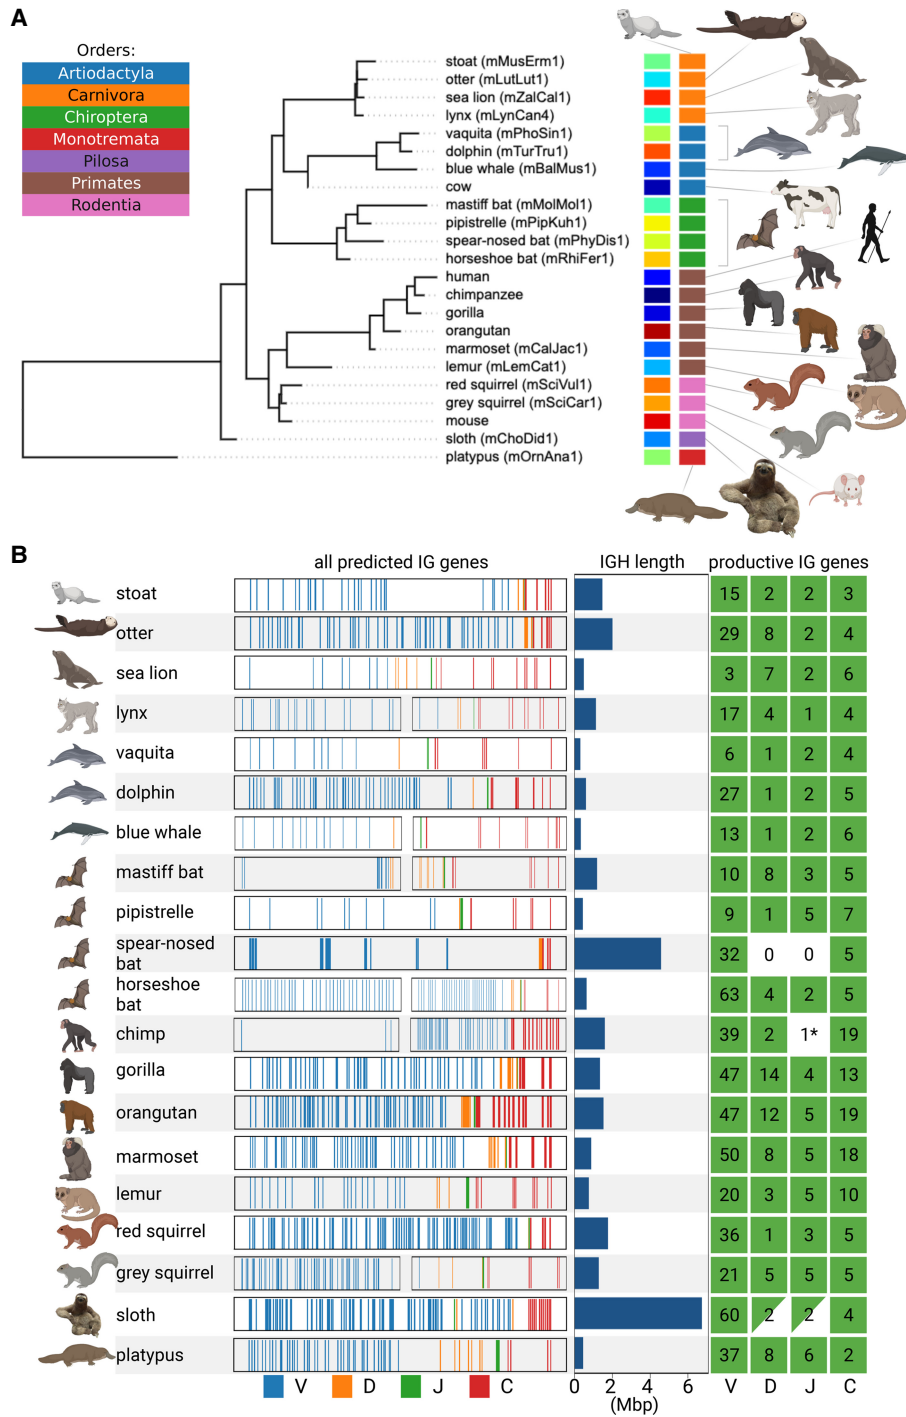 A
Orders:
Artiodactyla
Carnivora
Chiroptera
Monotremata
Pilosa
Primates
Rodentia
stoat (mMusErm1)
otter (mLutLut1)
sea lion (mZalCal1)
lynx (mLynCan4)
vaquita (mPhoSin1)
dolphin (mTurTru1)
blue whale (mBalMus1)
cow
mastiff bat (mMolMol1)
pipistrelle (mPipKuh1)
spear-nosed bat (mPhyDis1)
horseshoe bat (mRhiFer1)
human
chimpanzee
gorilla
orangutan
marmoset (mCalJac1)
lemur (mLemCat1)
red squirrel (mSciVul1)
grey squirrel (mSciCar1)
mouse
sloth (mChoDid1)
platypus (mOrnAna1)
B
all predicted IG genes IGH length productive IG genes
stoat 15 2 2 3
otter 29 8 2 4
sea lion 3 7 2 6
lynx 17 4 1 4
vaquita 6 1 2 4
dolphin 27 1 2 5
blue whale 13 1 2 6
mastiff bat 10 8 3 5
pipistrelle 9 1 5 7
spear-nosed
bat 32 0 0 5
horseshoe
bat 63 4 2 5
chimp 39 2 1* 19
gorilla 47 14 4 13
orangutan 47 12 5 19
marmoset 50 8 5 18
lemur 20 3 5 10
red squirrel 36 1 3 5
grey squirrel 21 5 5 5
sloth 60 2 2 4
platypus 37 8 6 2
V D J C 0 2 4 6 V D J C
(Mbp)